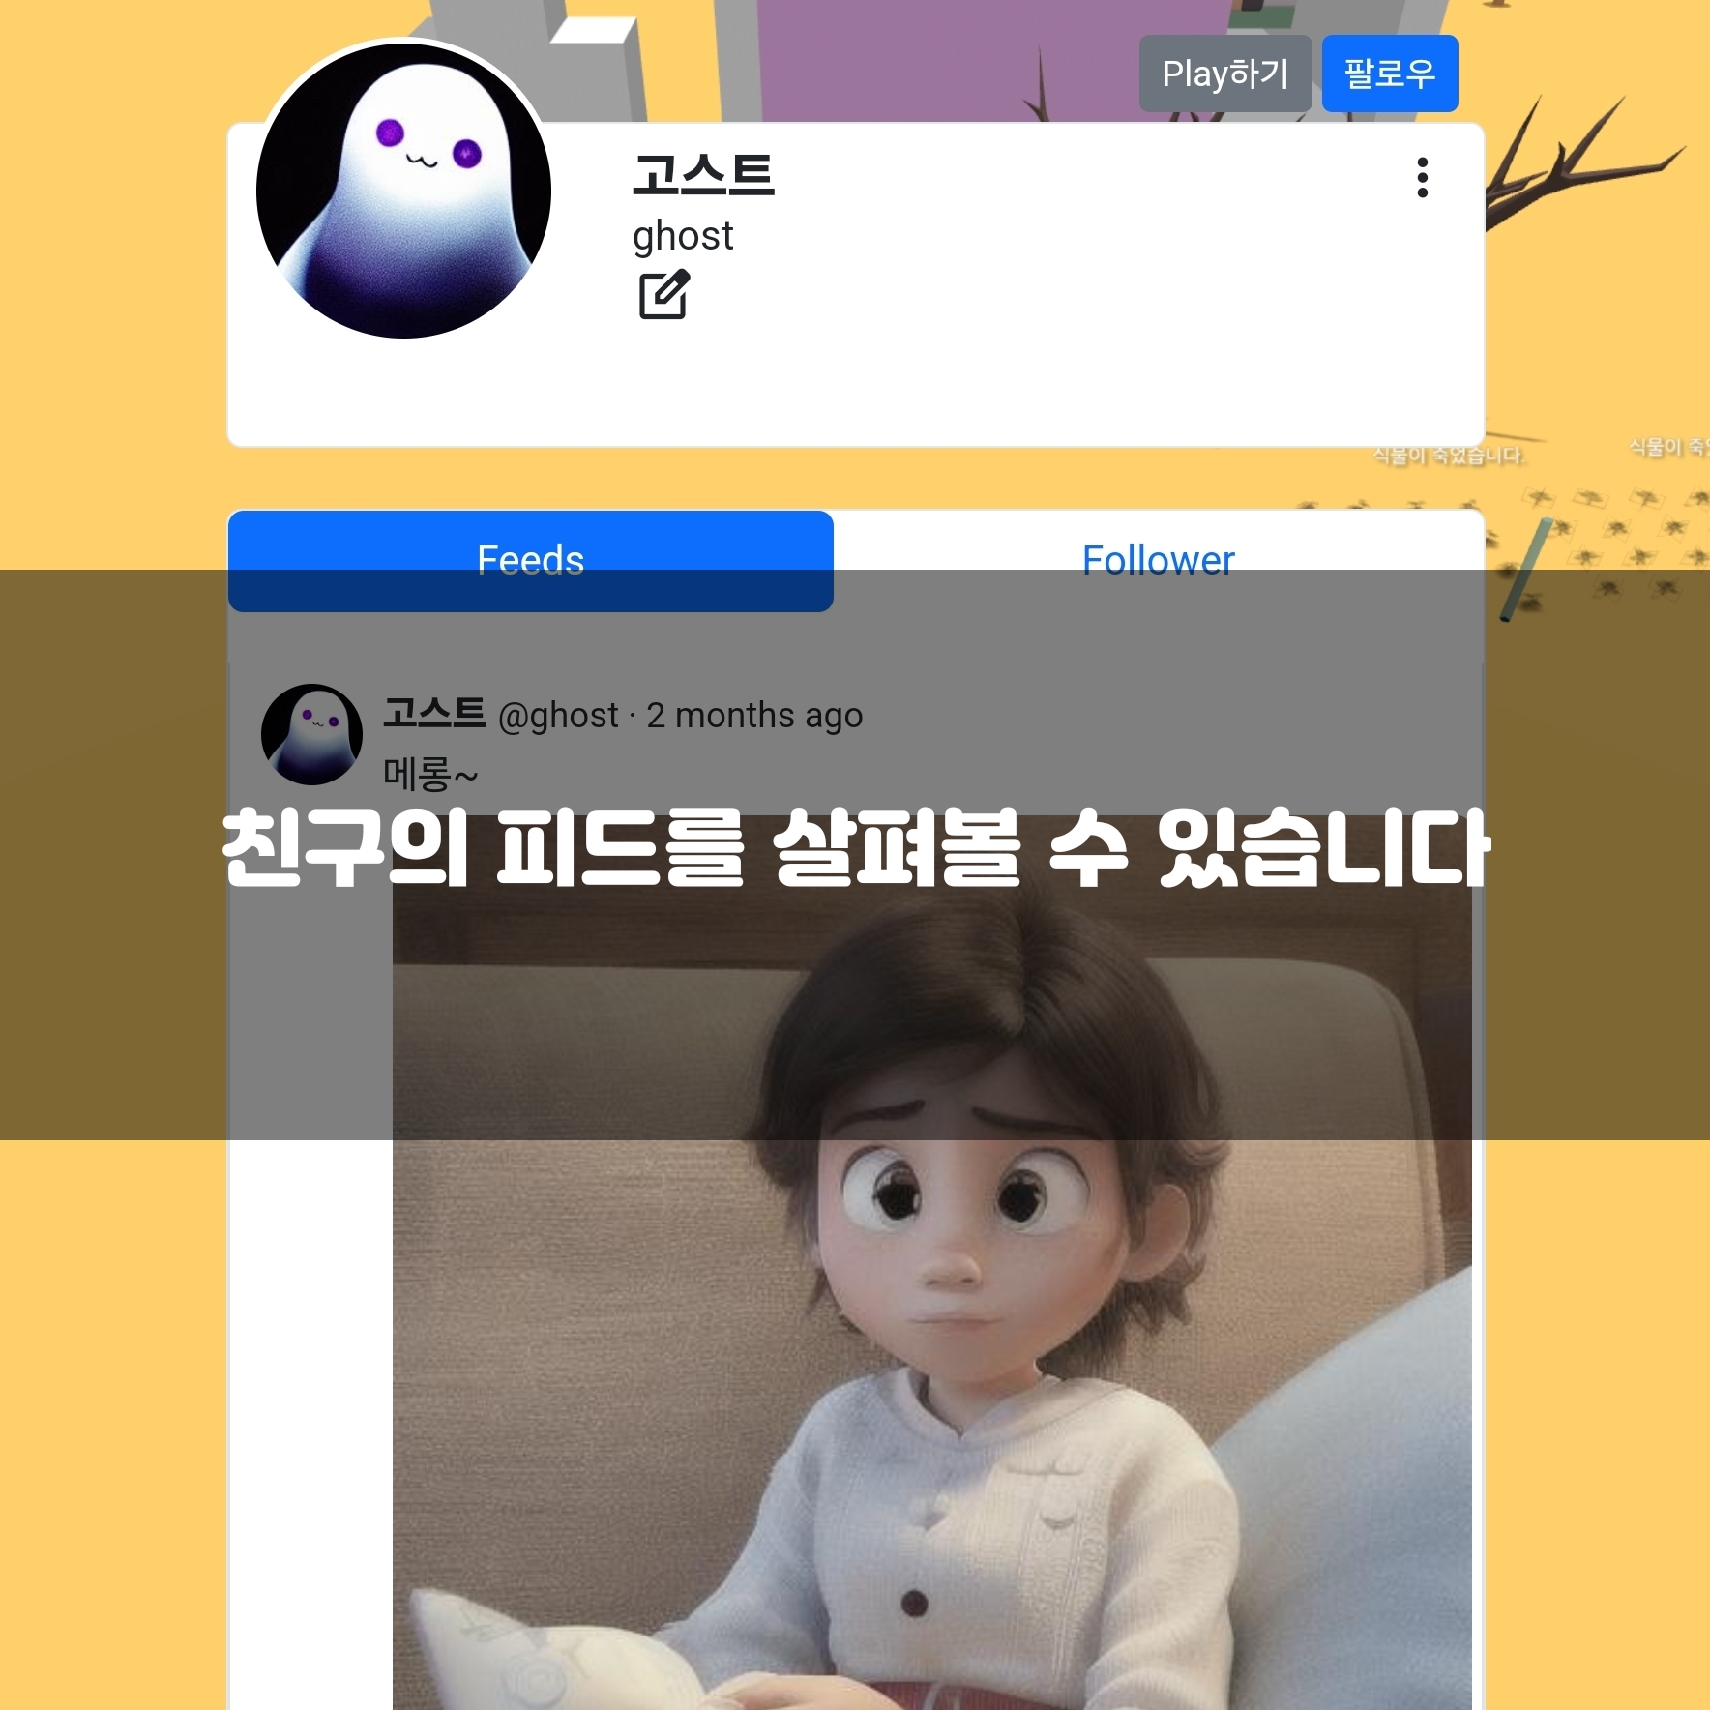 Play하기 팔로우
고스트
ghost
식물이 죽었습니다.
식물이
Feeds Follower
고스트 @ghost · 2 months ago
메롱~
친구의 피드를 살펴볼 수 있습니다